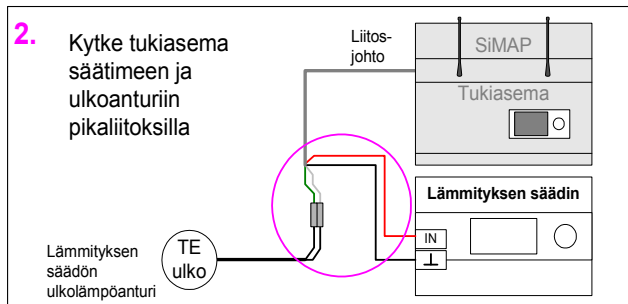 2.
Kytke tukiasema
säätimeen ja
ulkoanturiin
pikaliitoksilla
Liitos-
johto
SiMAP
Tukiasema
Lämmityksen säädin
IN
⊥
Lämmityksen
säädön
ulkolämpöanturi
TE
ulko